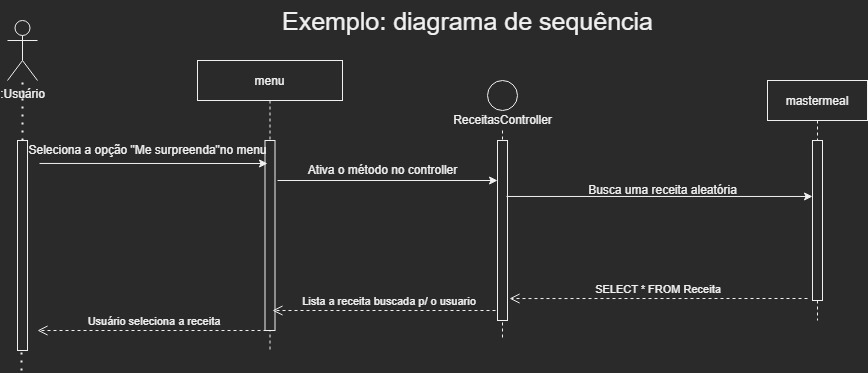 Exemplo: diagrama de sequência
:Usuário
menu
ReceitasController
mastermeal
Seleciona a opção "Me surpreenda"no menu
Ativa o método no controller
Busca uma receita aleatória
SELECT * FROM Receita
Lista a receita buscada p/ o usuario
Usuário seleciona a receita